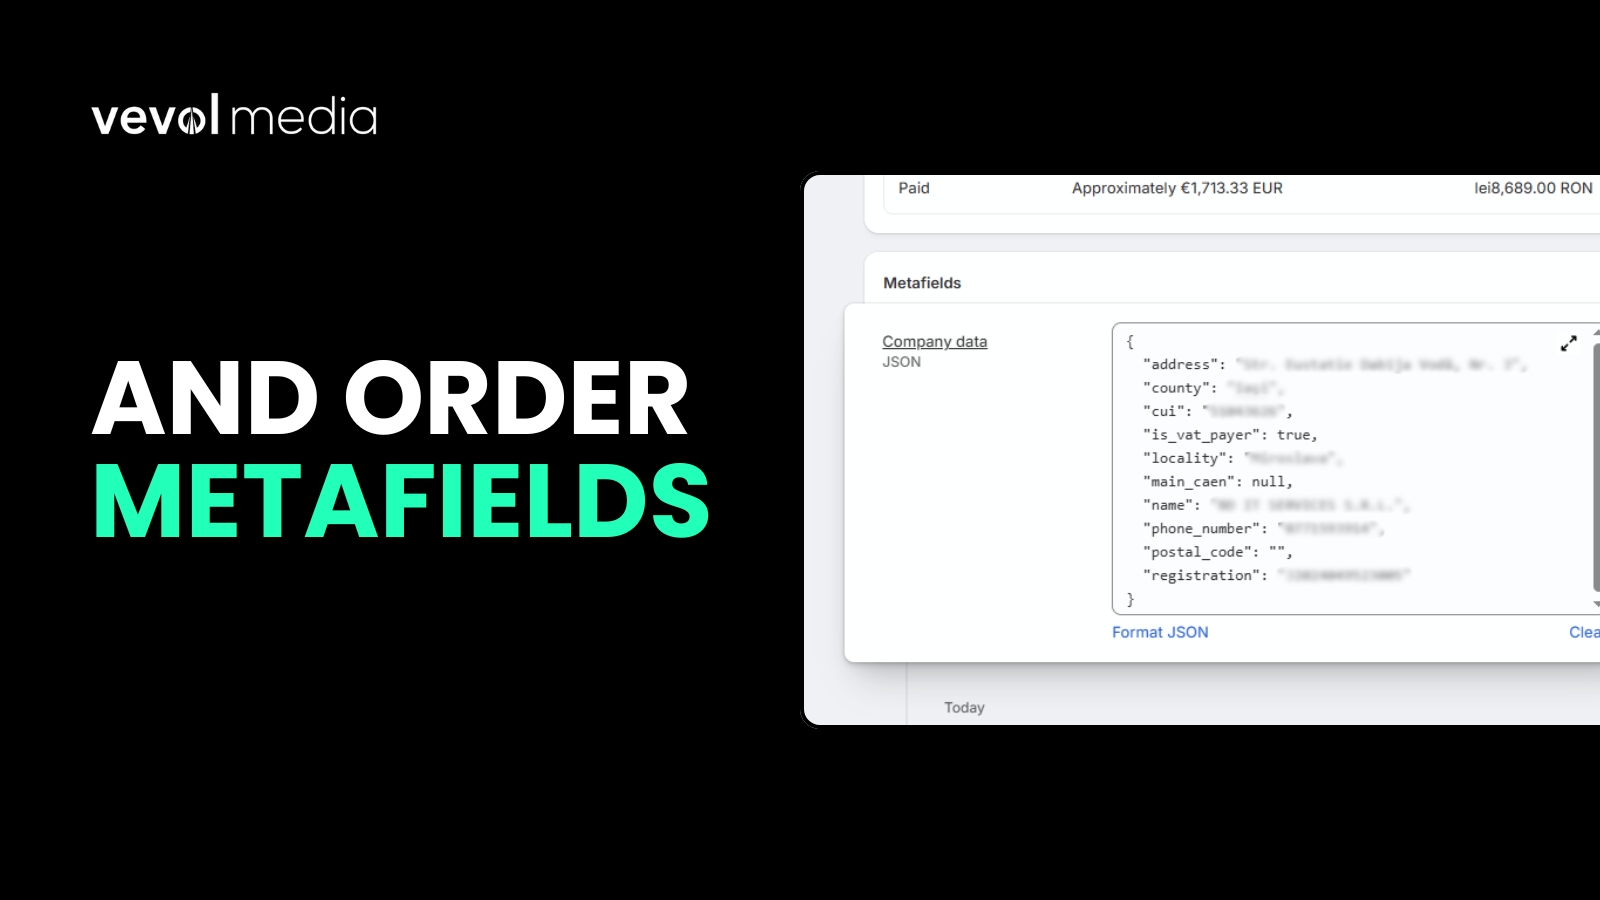 vevol media
AND ORDER
METAFIELDS
Paid Approximately €1,713.33 EUR lei8,689.00 RON
Metafields
Company data
JSON
{
"address":
"county":
"cui": "
",
"is_vat_payer": true,
"locality": "
"main_caen": null,
"name":
"phone_number": "
"postal_code": "",
"registration":
}
Format JSON Clea
Today